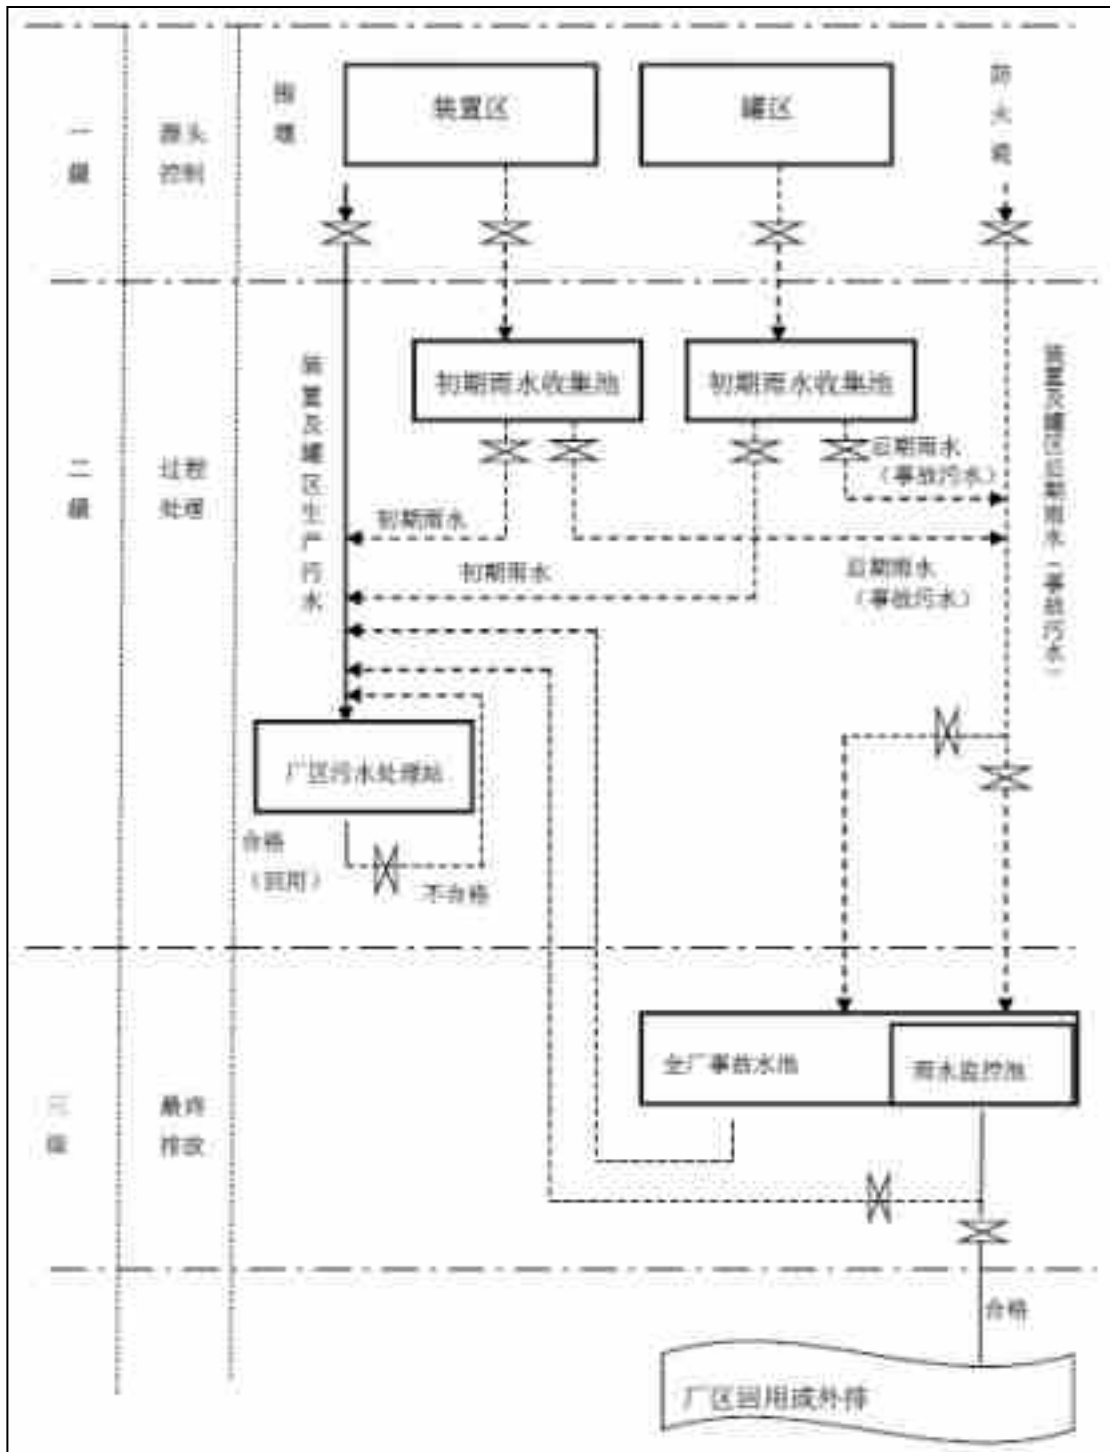 一级
源头
控制
围堰
装置区
罐区
防火堤
二级
过程
处理
装置及罐区生产污水
初期雨水收集池
初期雨水收集池
后期雨水
（事故污水）
初期雨水
初期雨水
后期雨水
（事故污水）
装置及罐区后期雨水（事故污水）
厂区污水处理站
合格
（回用）
不合格
三级
最终
排放
全厂事故水池
雨水监控池
合格
厂区回用或外排